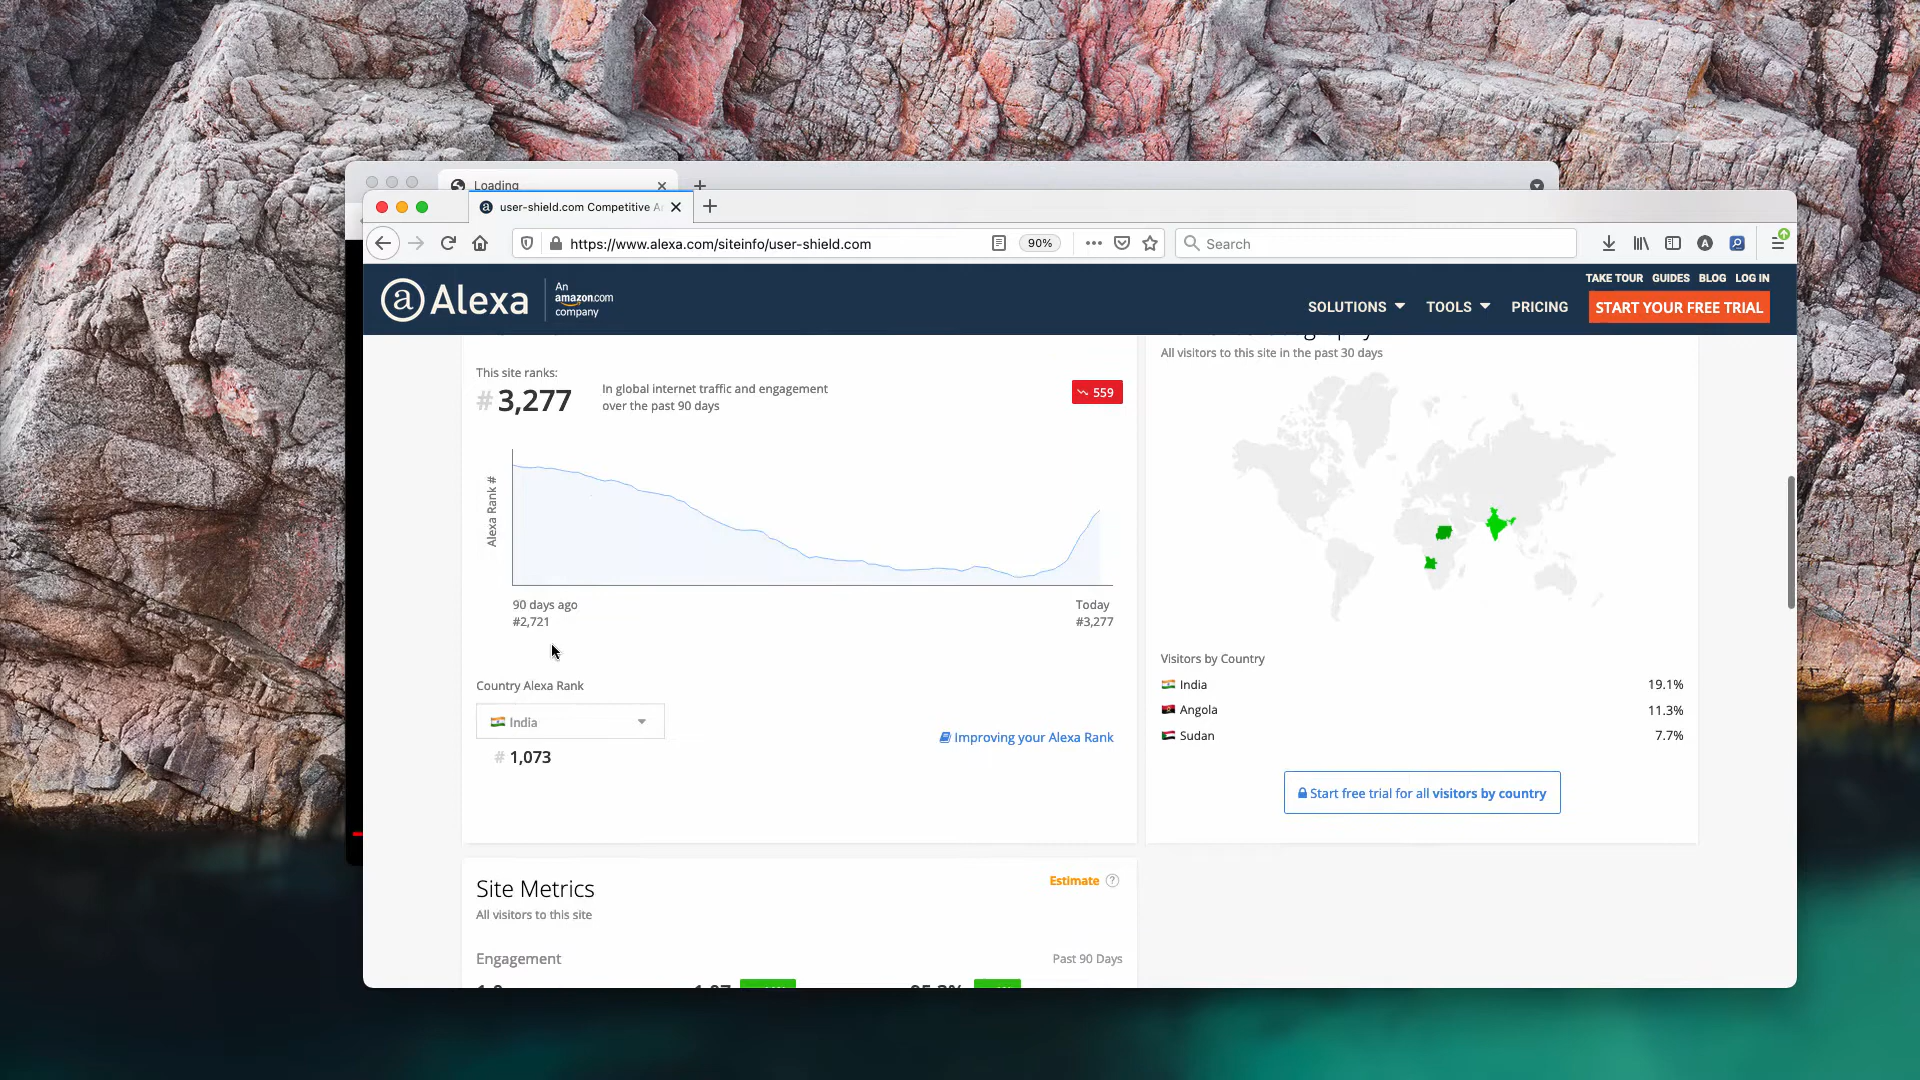 Loading
user-shield.com Competitive A
https://www.alexa.com/siteinfo/user-shield.com
90%
Search
TAKE TOUR GUIDES BLOG LOG IN
Alexa
An
amazon.com
company
SOLUTIONS TOOLS PRICING START YOUR FREE TRIAL
This site ranks:
# 3,277
In global internet traffic and engagement
over the past 90 days
559
Alexa Rank #
90 days ago
#2,721
Today
#3,277
Country Alexa Rank
India
# 1,073
Improving your Alexa Rank
All visitors to this site in the past 30 days
Visitors by Country
India 19.1%
Angola 11.3%
Sudan 7.7%
Start free trial for all visitors by country
Site Metrics
Estimate ?
All visitors to this site
Engagement
Past 90 Days